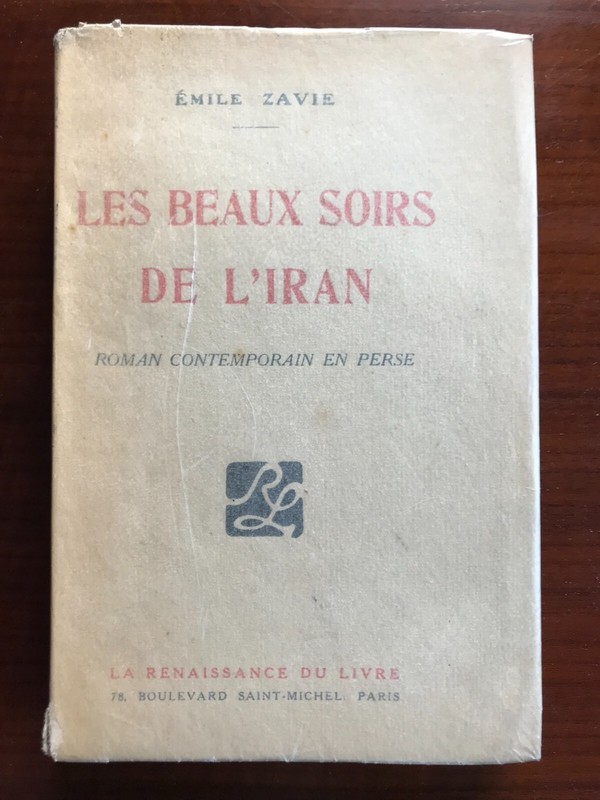 ÉMILE ZAVIE
LES BEAUX SOIRS
DE L'IRAN
ROMAN CONTEMPORAIN EN PERSE
RL
LA RENAISSANCE DU LIVRE
78, BOULEVARD SAINT-MICHEL, PARIS